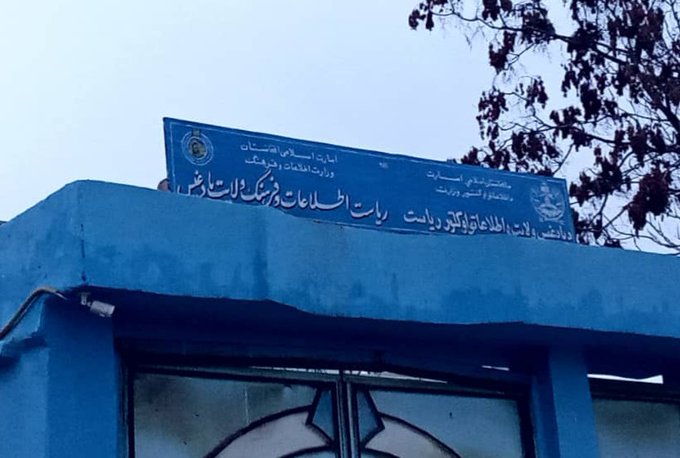 د افغانستان اسلامی امارت
د اطلاعاتو او کلتور وزارت
د بادغیس ولایت د اطلاعاتو او کلتور ریاست
امارت اسلامی افغانستان
وزارت اطلاعات و فرهنگ
ریاست اطلاعات و فرهنگ ولایت بادغیس